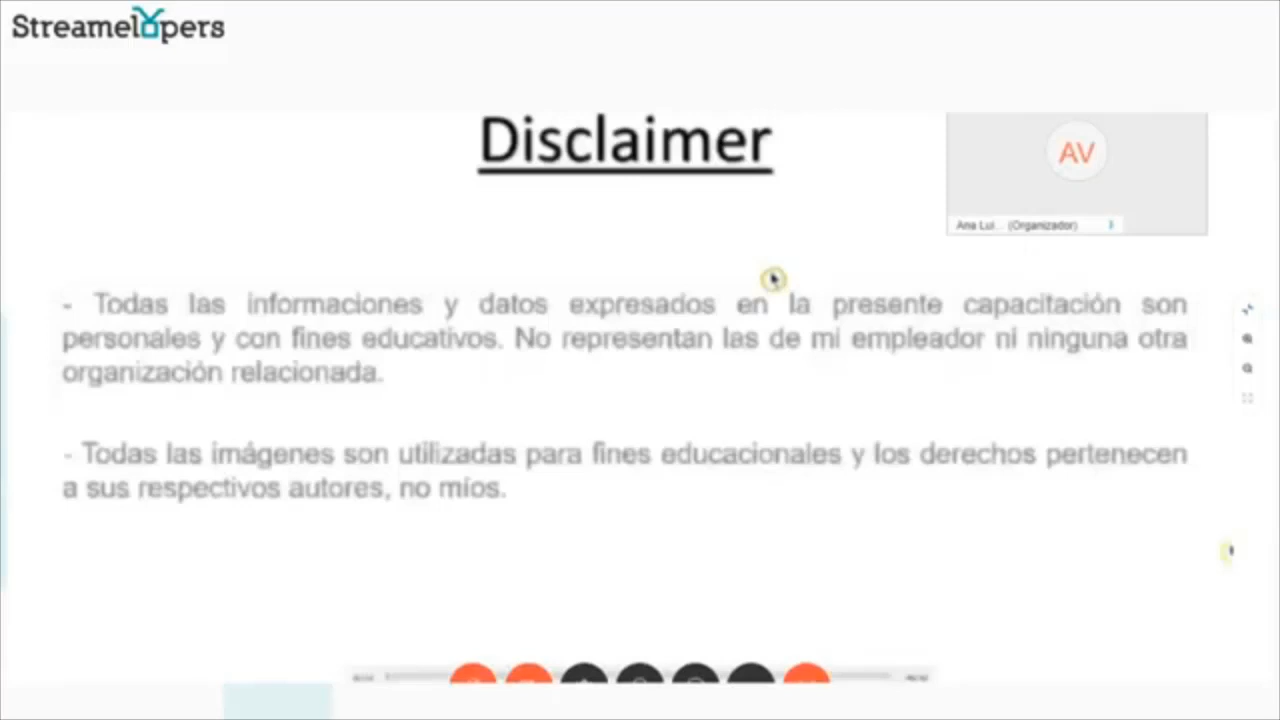 Streamelopers
Disclaimer
AV
Ana Lui... (Organizador)
- Todas las informaciones y datos expresados en la presente capacitación son
personales y con fines educativos. No representan las de mi empleador ni ninguna otra
organización relacionada.
- Todas las imágenes son utilizadas para fines educacionales y los derechos pertenecen
a sus respectivos autores, no míos.